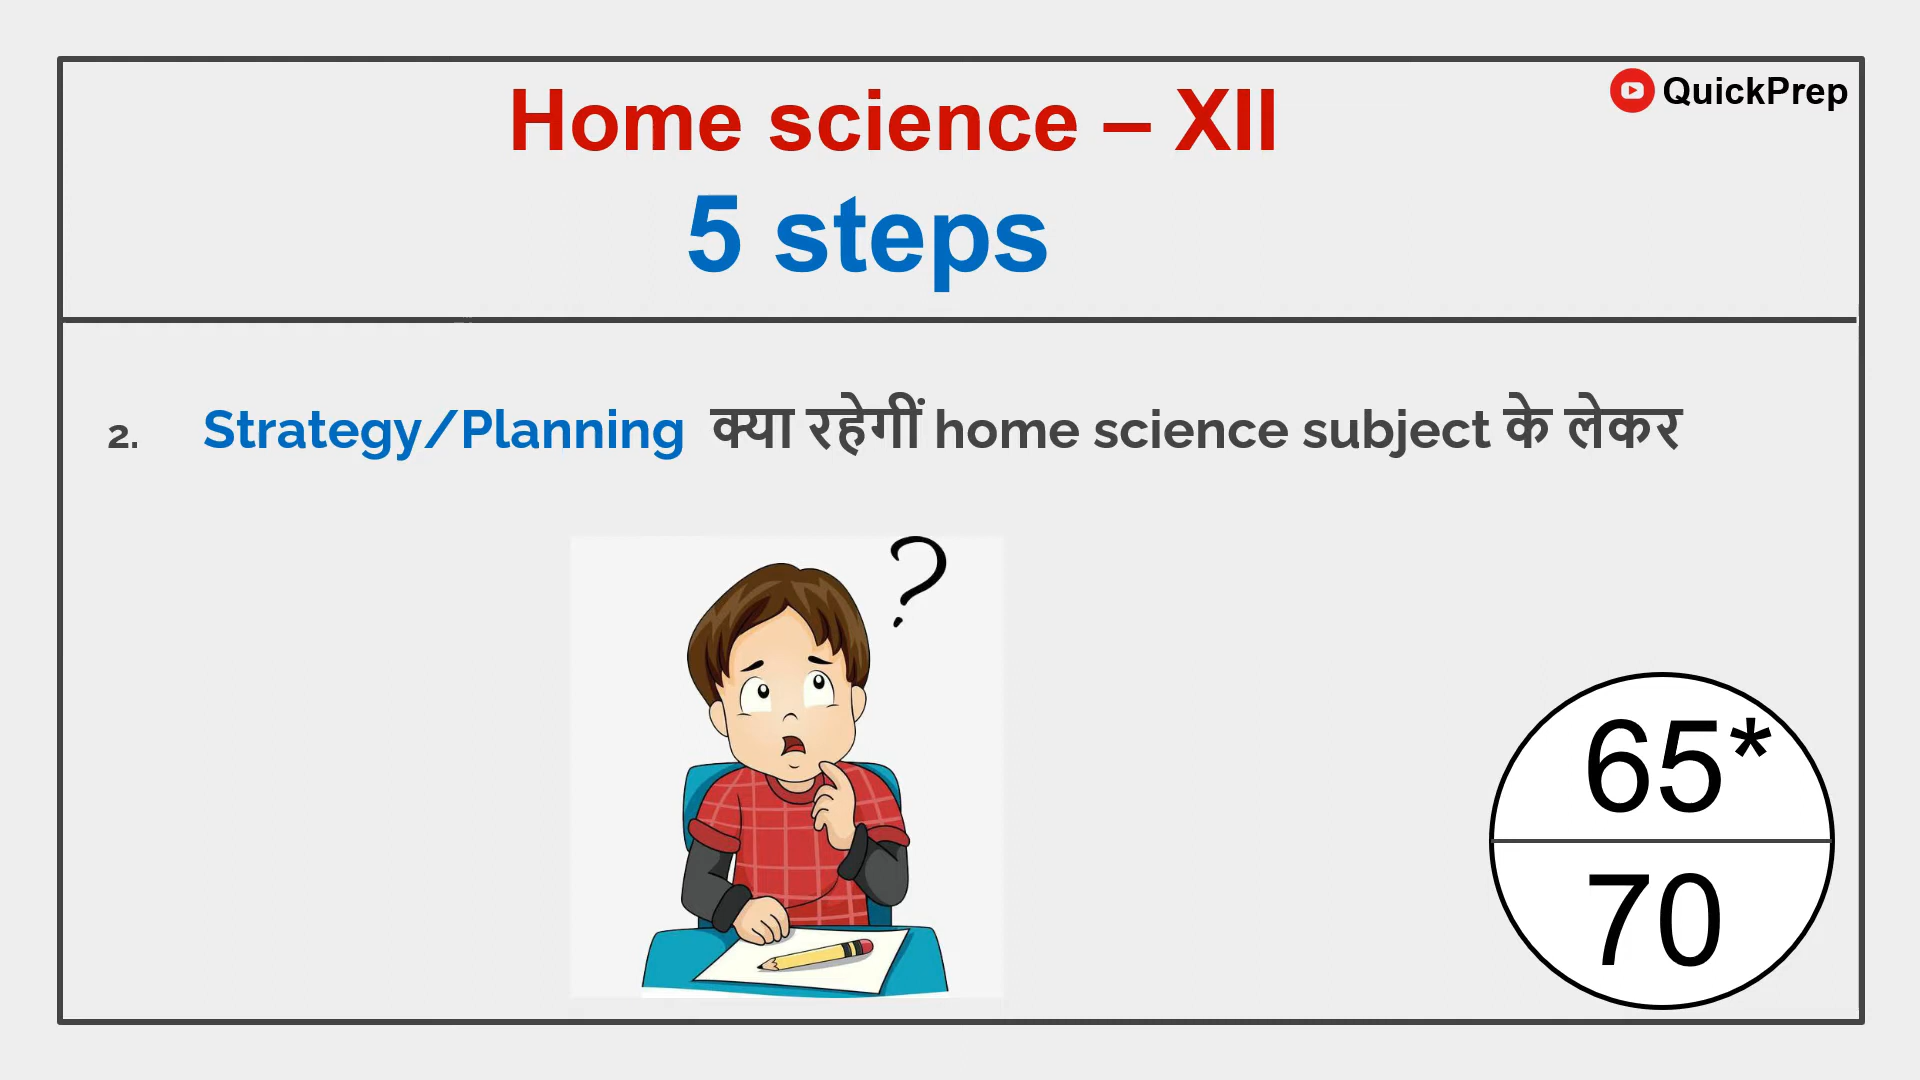 Home science – XII
QuickPrep
5 steps
2. Strategy/Planning क्या रहेगीं home science subject के लेकर
?
65*
70